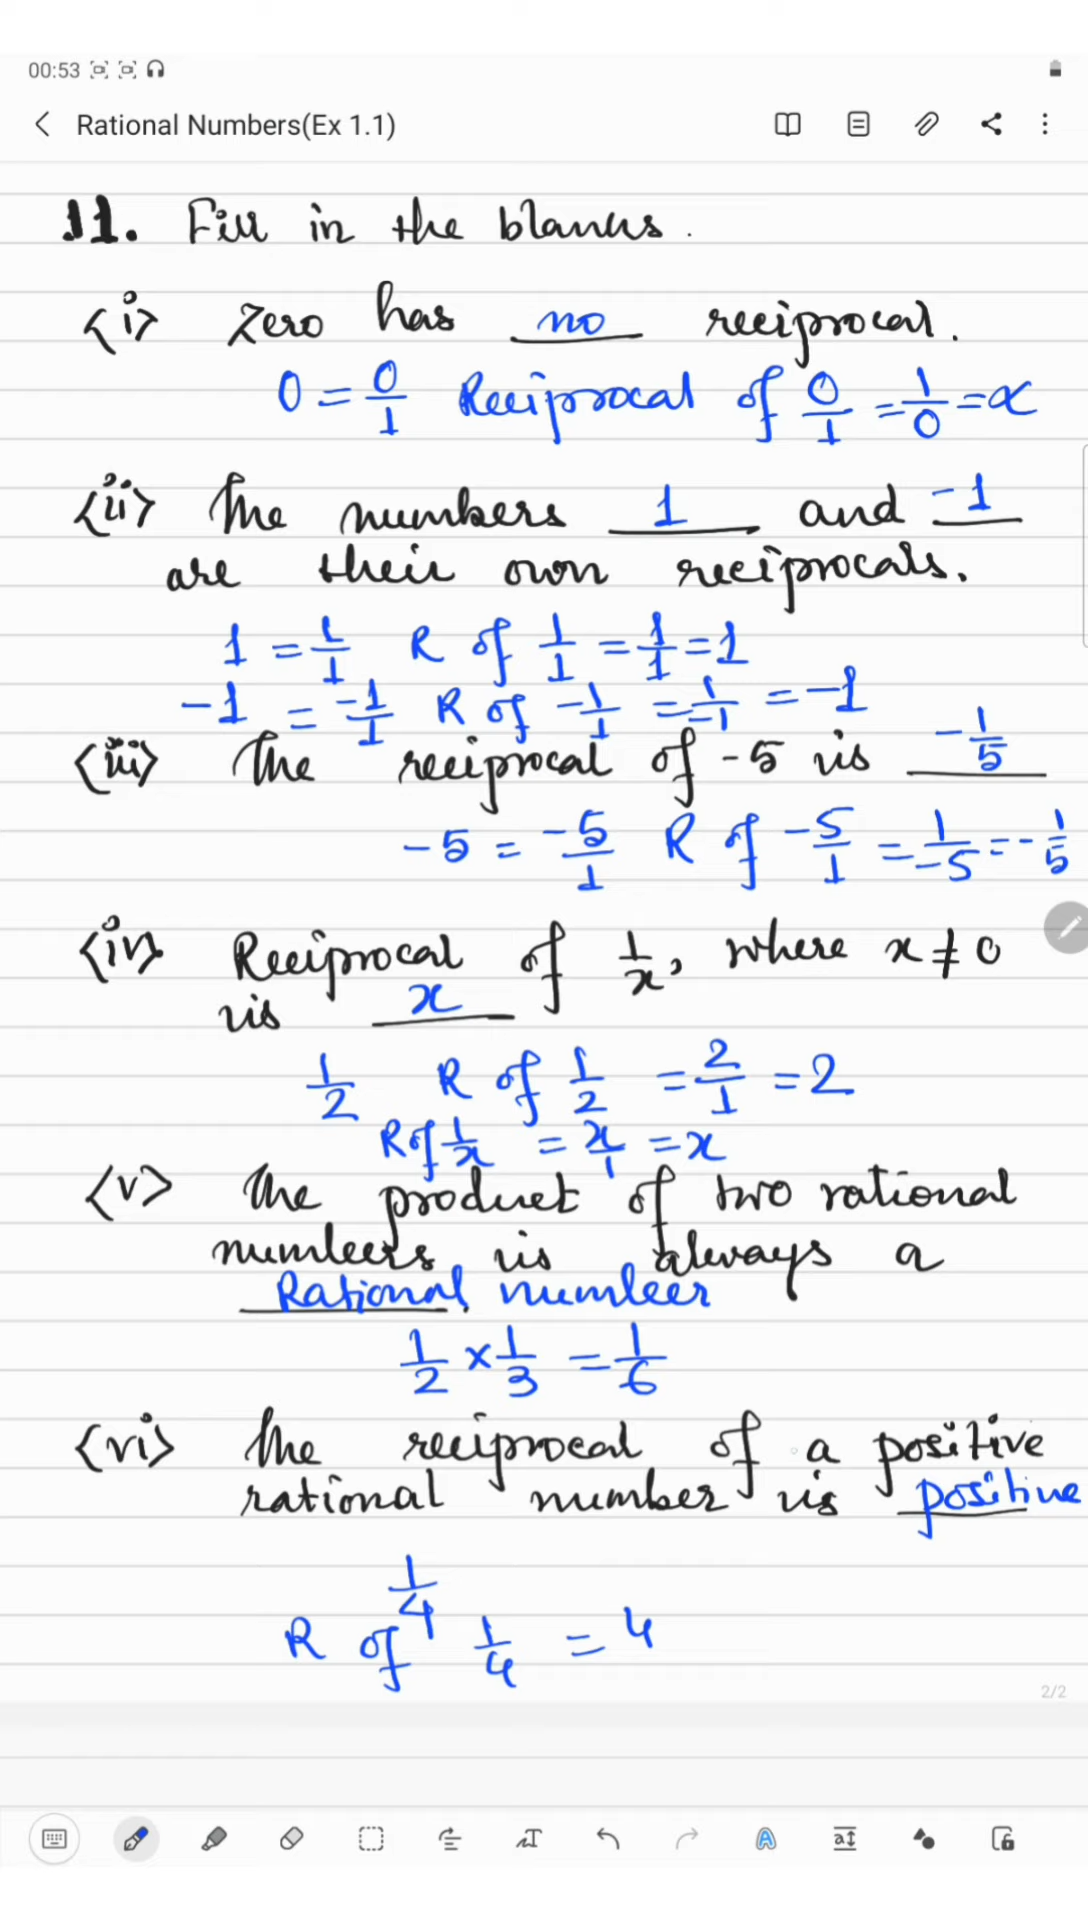 00:53
Rational Numbers(Ex 1.1)
11. Fill in the blanks.
(i) Zero has no reciprocal.
0 = 0/1 Reciprocal of 0/1 = 1/0 = ∝
(ii) The numbers 1 and -1
are their own reciprocals.
1 = 1/1 R of 1/1 = 1/1 = 1
-1 = -1/1 R of -1/1 = 1/-1 = -1
(iii) The reciprocal of -5 is -1/5
-5 = -5/1 R of -5/1 = 1/-5 = -1/5
(iv) Reciprocal of 1/x, where x ≠ 0
is x
1/2 R of 1/2 = 2/1 = 2
R of 1/x = x/1 = x
(v) The product of two rational
numbers is always a
Rational number
1/2 × 1/3 = 1/6
(vi) The reciprocal of a positive
rational number is positive
1/4
R of 1/4 = 4
2/2